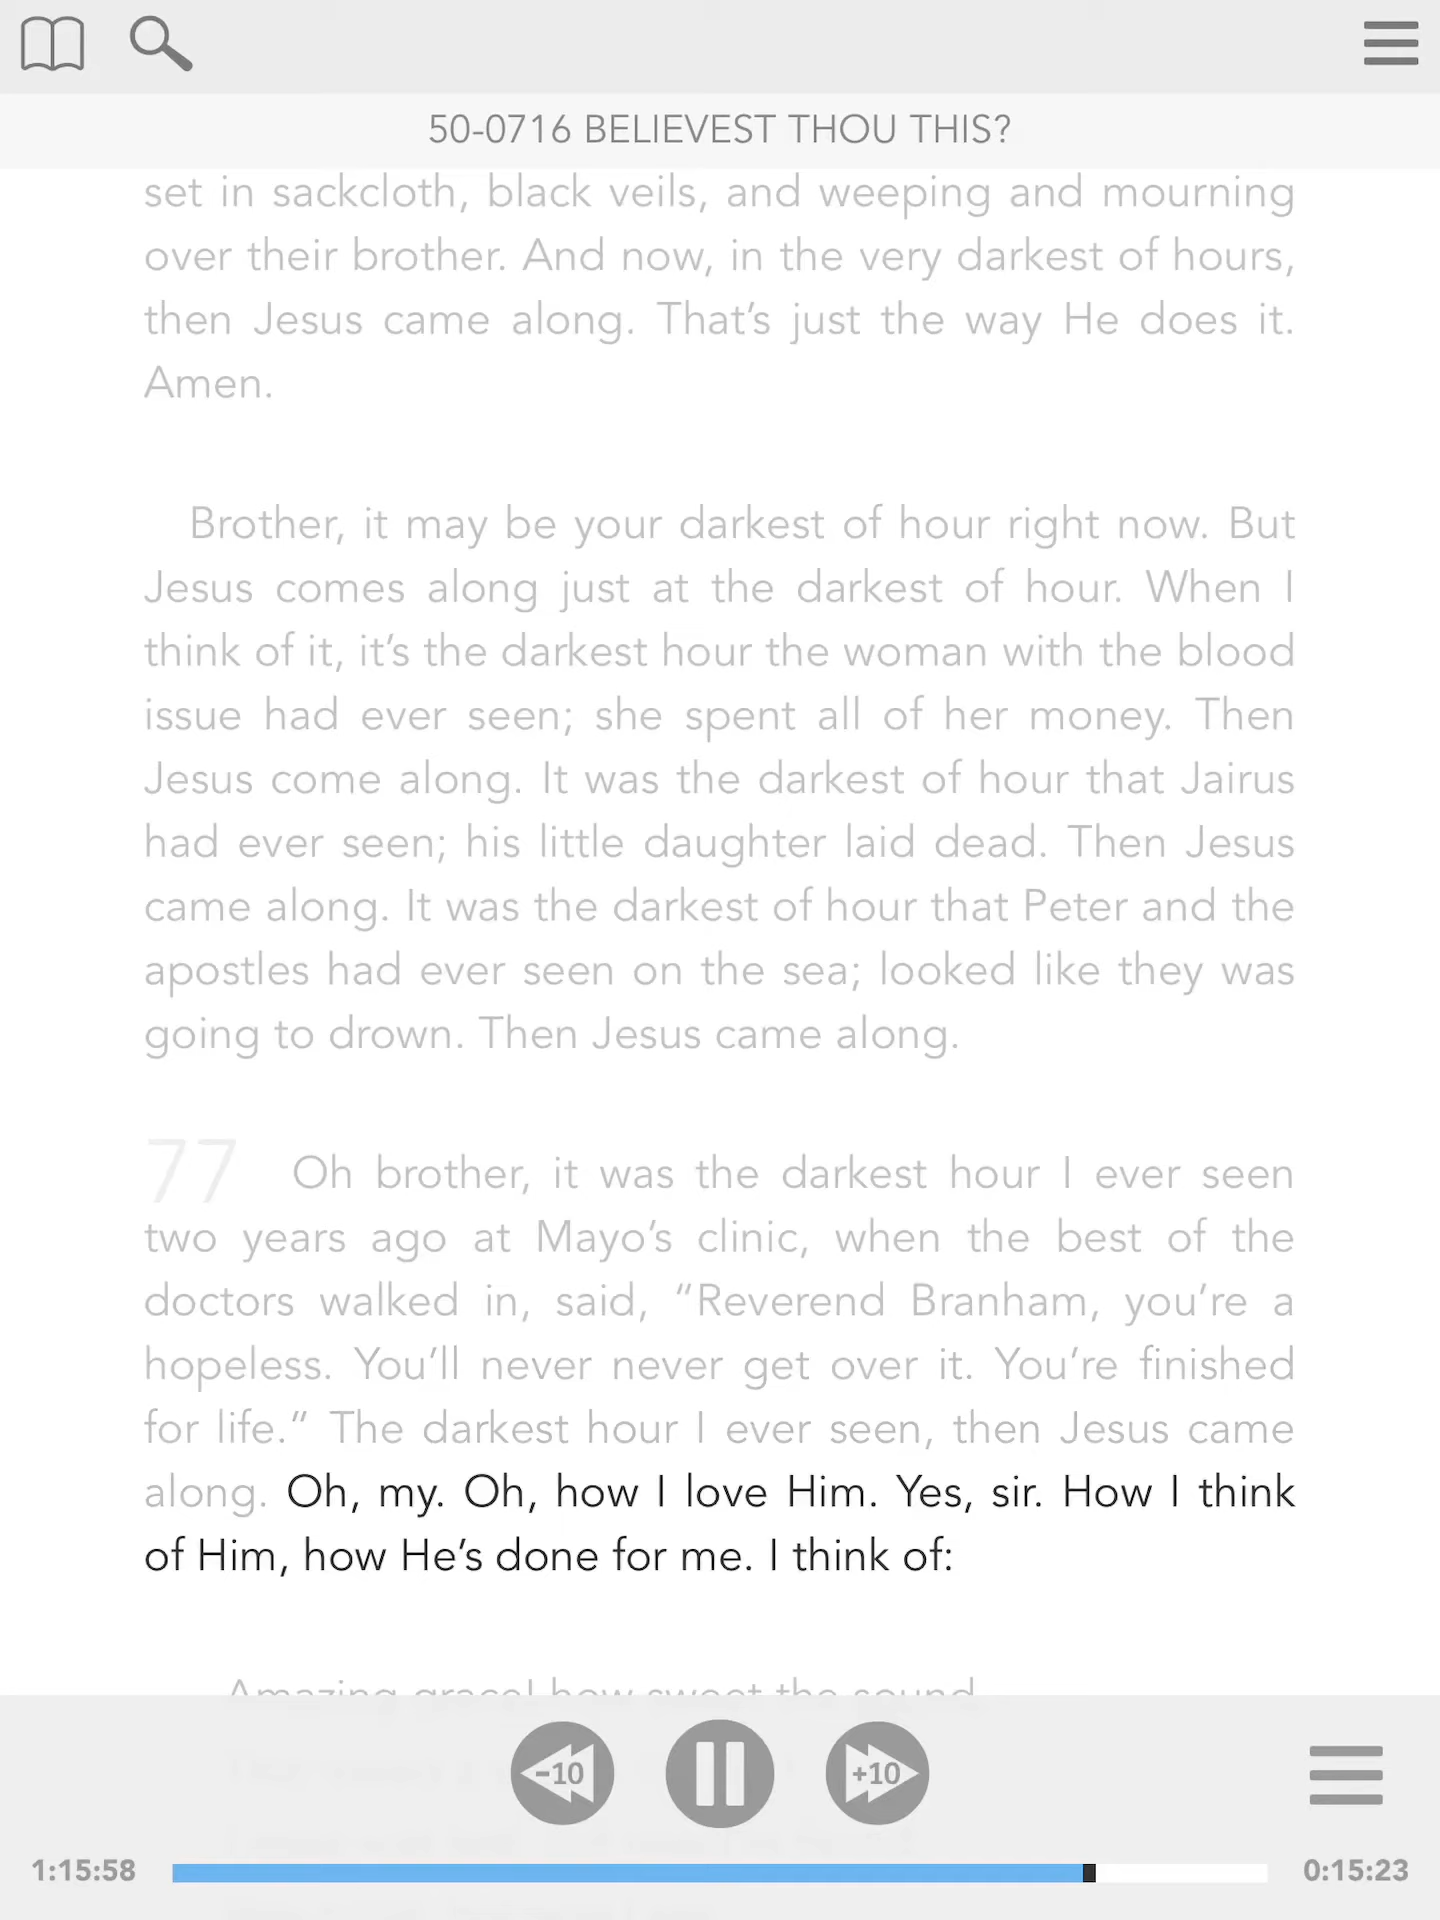 50-0716 BELIEVEST THOU THIS?
set in sackcloth, black veils, and weeping and mourning
over their brother. And now, in the very darkest of hours,
then Jesus came along. That’s just the way He does it.
Amen.
Brother, it may be your darkest of hour right now. But
Jesus comes along just at the darkest of hour. When I
think of it, it’s the darkest hour the woman with the blood
issue had ever seen; she spent all of her money. Then
Jesus come along. It was the darkest of hour that Jairus
had ever seen; his little daughter laid dead. Then Jesus
came along. It was the darkest of hour that Peter and the
apostles had ever seen on the sea; looked like they was
going to drown. Then Jesus came along.
77 Oh brother, it was the darkest hour I ever seen
two years ago at Mayo’s clinic, when the best of the
doctors walked in, said, “Reverend Branham, you’re a
hopeless. You’ll never never get over it. You’re finished
for life.” The darkest hour I ever seen, then Jesus came
along. Oh, my. Oh, how I love Him. Yes, sir. How I think
of Him, how He’s done for me. I think of:
Amazing grace! how sweet the sound
-10 +10
1:15:58 0:15:23